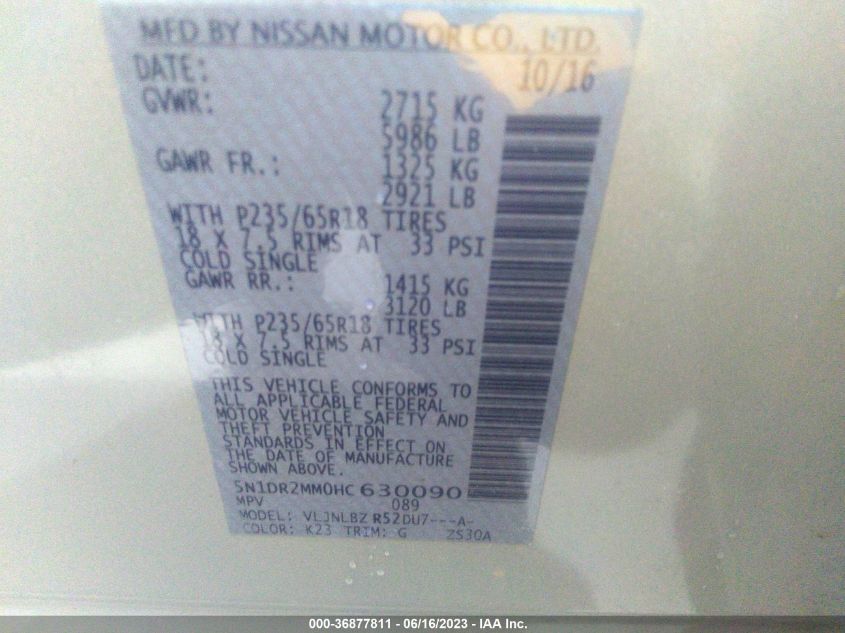 MFD BY NISSAN MOTOR CO., LTD.
DATE: 10/16
GVWR: 2715 KG
5986 LB
GAWR FR.: 1325 KG
2921 LB
WITH P235/65R18 TIRES
18 X 7.5 RIMS AT 33 PSI
COLD SINGLE
GAWR RR.: 1415 KG
3120 LB
WITH P235/65R18 TIRES
18 X 7.5 RIMS AT 33 PSI
COLD SINGLE
THIS VEHICLE CONFORMS TO
ALL APPLICABLE FEDERAL
MOTOR VEHICLE SAFETY AND
THEFT PREVENTION
STANDARDS IN EFFECT ON
THE DATE OF MANUFACTURE
SHOWN ABOVE.
5N1DR2MM0HC 630090
MPV 089
MODEL: VLJNLBZ R52DU7---A-
COLOR: K23 TRIM: G ZS30A
000-36877811 - 06/16/2023 - IAA Inc.